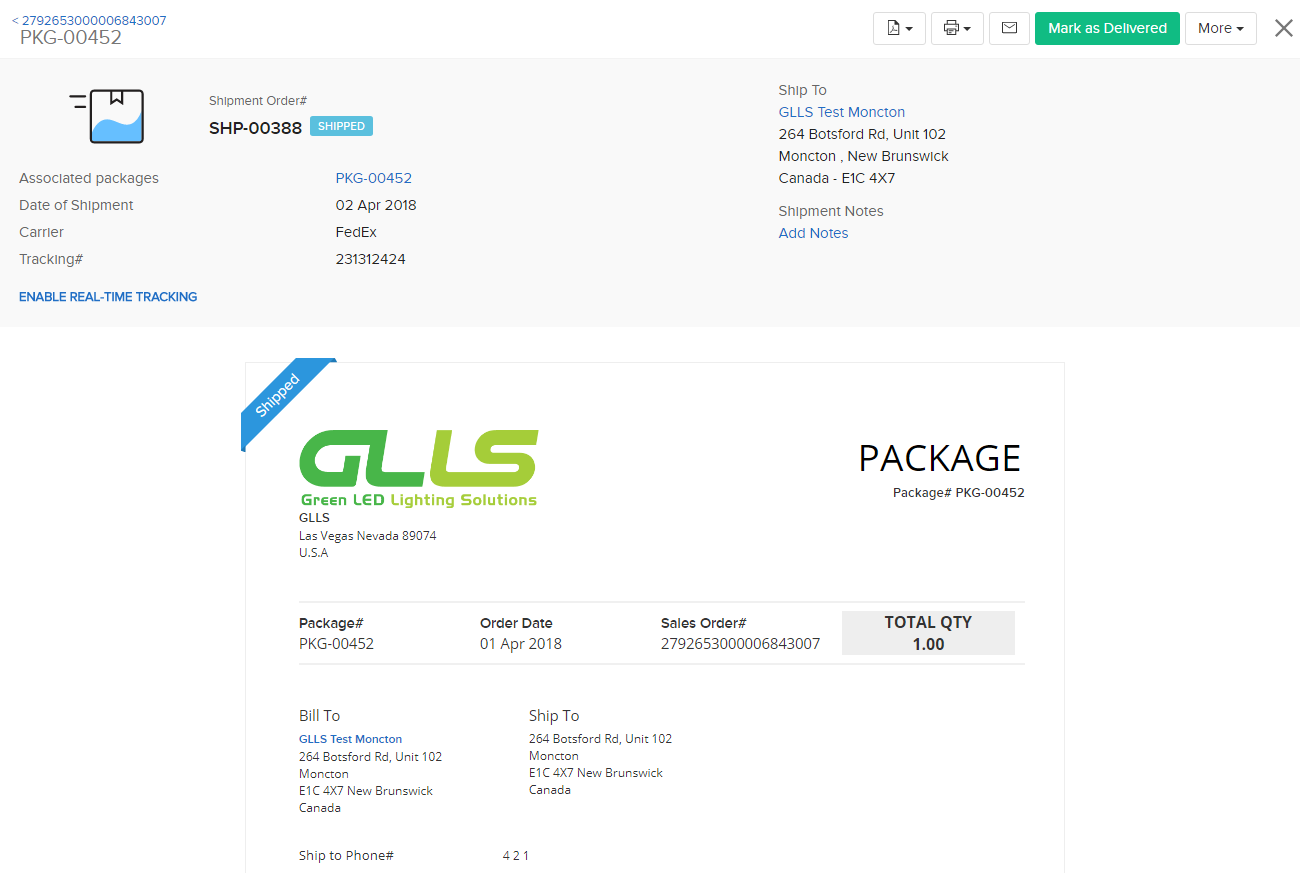 < 2792653000006843007
PKG-00452
Mark as Delivered
More
Shipment Order#
SHP-00388 SHIPPED
Associated packages PKG-00452
Date of Shipment 02 Apr 2018
Carrier FedEx
Tracking# 231312424
ENABLE REAL-TIME TRACKING
Ship To
GLLS Test Moncton
264 Botsford Rd, Unit 102
Moncton , New Brunswick
Canada - E1C 4X7
Shipment Notes
Add Notes
Shipped
GLLS
Green LED Lighting Solutions
GLLS
Las Vegas Nevada 89074
U.S.A
PACKAGE
Package# PKG-00452
Package# Order Date Sales Order# TOTAL QTY
PKG-00452 01 Apr 2018 2792653000006843007 1.00
Bill To
GLLS Test Moncton
264 Botsford Rd, Unit 102
Moncton
E1C 4X7 New Brunswick
Canada
Ship To
264 Botsford Rd, Unit 102
Moncton
E1C 4X7 New Brunswick
Canada
Ship to Phone# 4 2 1